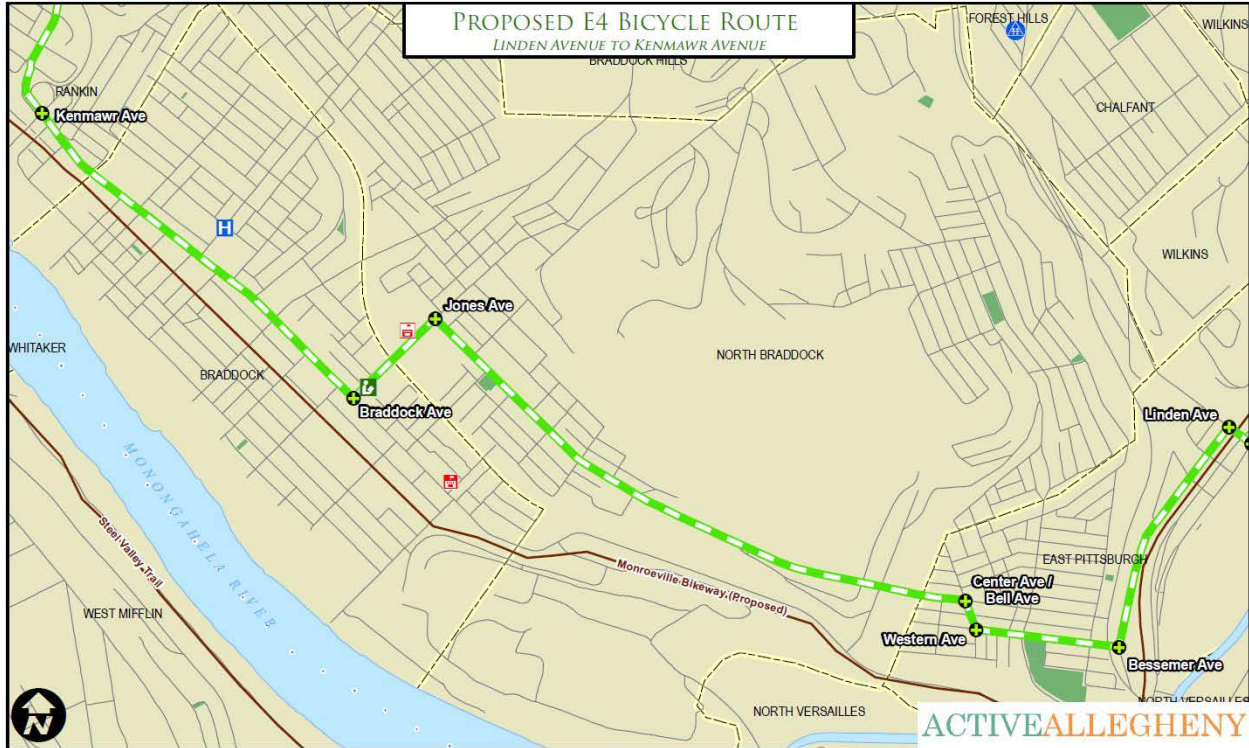 PROPOSED E4 BICYCLE ROUTE
LINDEN AVENUE TO KENMAWR AVENUE
FOREST HILLS
WILKINS
BRADDOCK HILLS
RANKIN
Kenmawr Ave
CHALFANT
H
WILKINS
Jones Ave
WHITAKER
NORTH BRADDOCK
BRADDOCK
Braddock Ave
Linden Ave
MONONGAHELA RIVER
Steel Valley Trail
EAST PITTSBURGH
Monroeville Bikeway (Proposed)
Center Ave /
Bell Ave
WEST MIFFLIN
Western Ave
Bessemer Ave
NORTH VERSAILLES
NORTH VERSAILLES
N
ACTIVEALLEGHENY